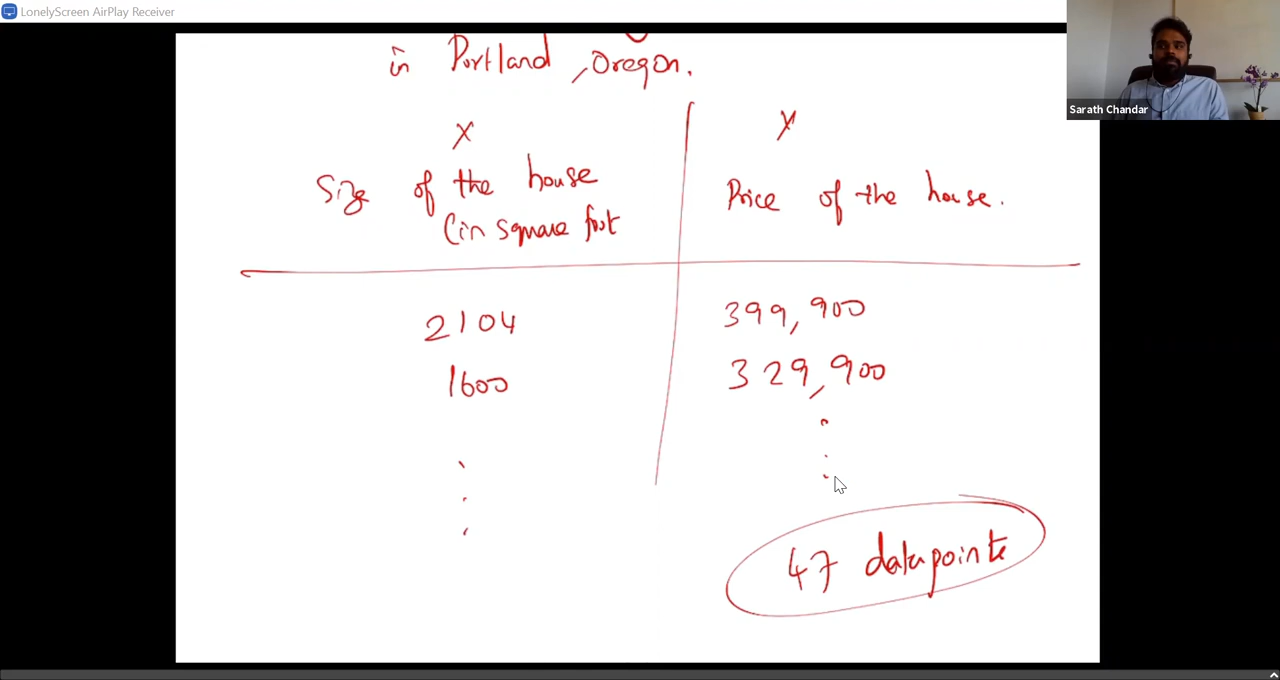 LonelyScreen AirPlay Receiver
Sarath Chandar
in Portland, Oregon.
X Y
Size of the house Price of the house.
(in square foot
2104 399,900
1600 329,900
47 datapoints